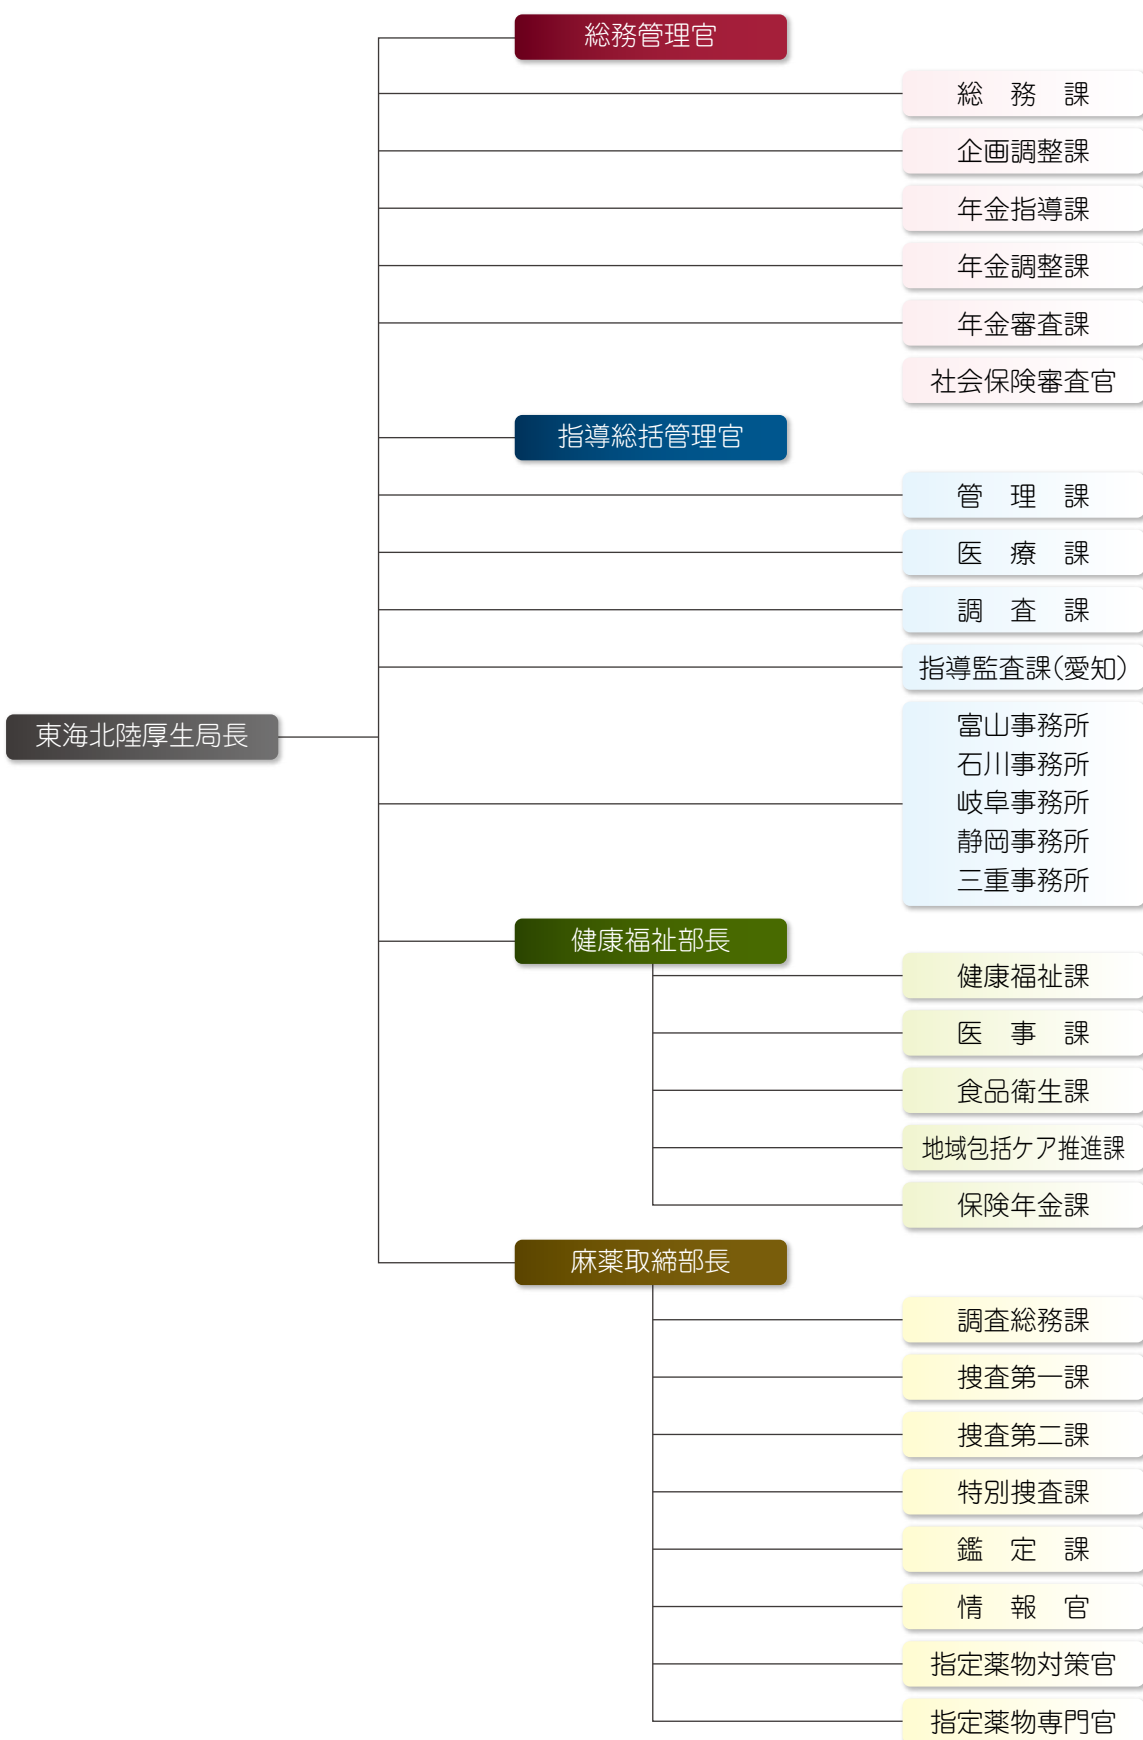 総務管理官
総　務　課
企画調整課
年金指導課
年金調整課
年金審査課
社会保険審査官
指導総括管理官
管　理　課
医　療　課
調　査　課
指導監査課(愛知)
東海北陸厚生局長
富山事務所
石川事務所
岐阜事務所
静岡事務所
三重事務所
健康福祉部長
健康福祉課
医　事　課
食品衛生課
地域包括ケア推進課
保険年金課
麻薬取締部長
調査総務課
捜査第一課
捜査第二課
特別捜査課
鑑　定　課
情　報　官
指定薬物対策官
指定薬物専門官